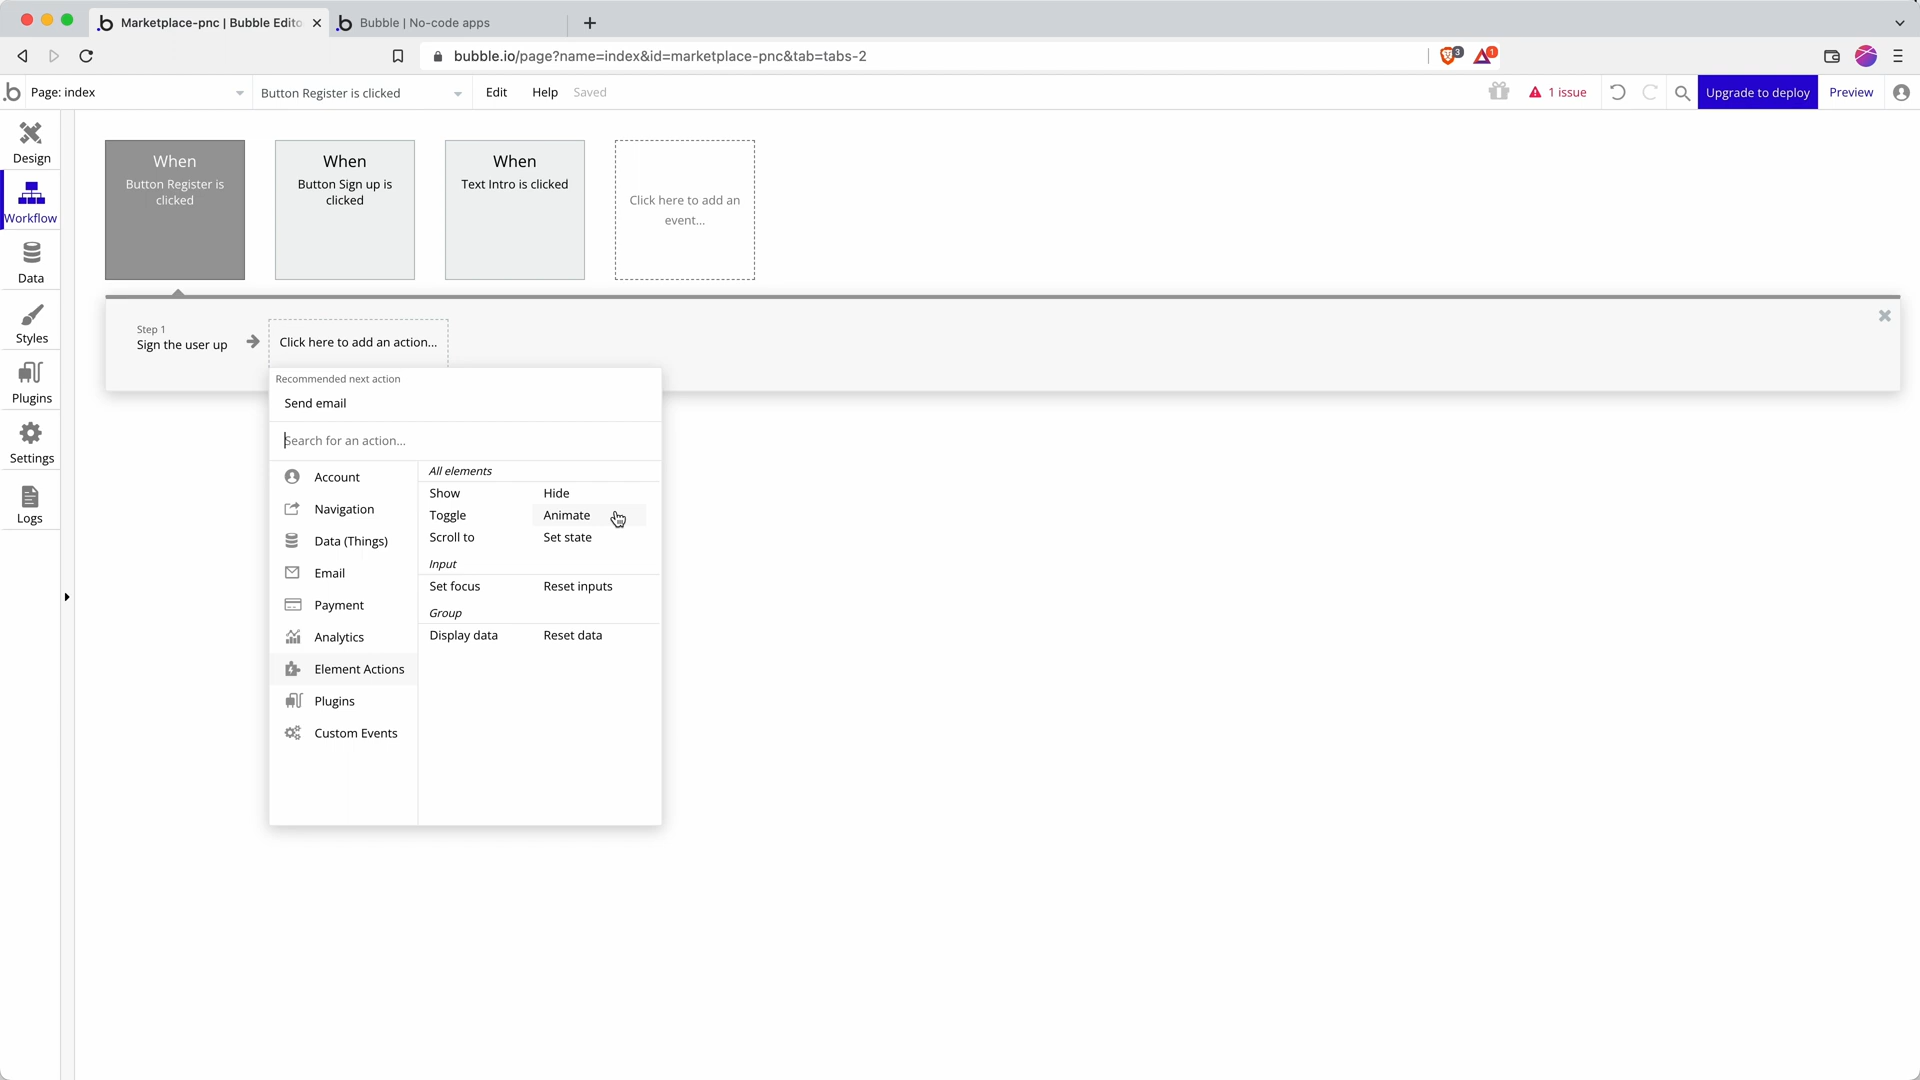 Marketplace-pnc | Bubble Edito
Bubble | No-code apps
bubble.io/page?name=index&id=marketplace-pnc&tab=tabs-2
3
1
Page: index
Button Register is clicked
Edit
Help
Saved
1 issue
Upgrade to deploy
Preview
Design
Workflow
Data
Styles
Plugins
Settings
Logs
When
Button Register is
clicked
When
Button Sign up is
clicked
When
Text Intro is clicked
Click here to add an
event...
Step 1
Sign the user up
Click here to add an action...
Recommended next action
Send email
Search for an action...
Account
Navigation
Data (Things)
Email
Payment
Analytics
Element Actions
Plugins
Custom Events
All elements
Show
Hide
Toggle
Animate
Scroll to
Set state
Input
Set focus
Reset inputs
Group
Display data
Reset data